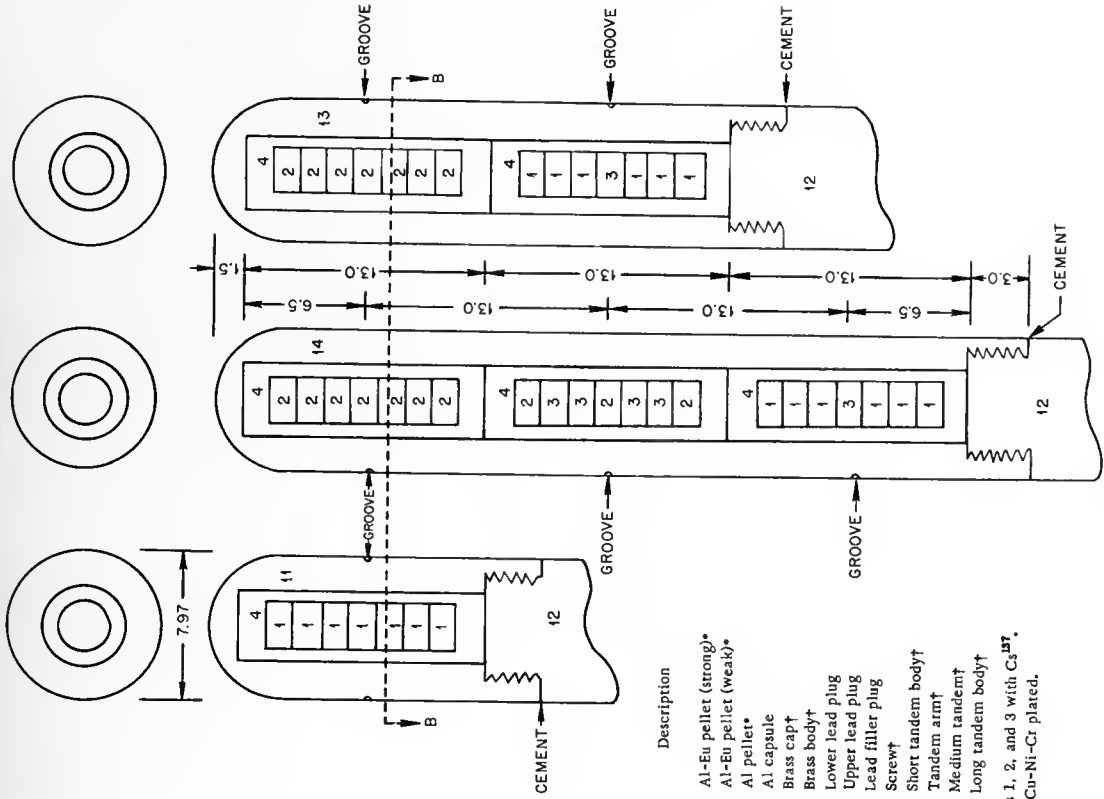 GROOVE
B
13
4
2
2
2
2
2
2
2
GROOVE
4
1
1
1
3
1
1
1
CEMENT
12
1.5
13.0
13.0
13.0
3.0
6.5
13.0
13.0
6.5
CEMENT
14
4
2
2
2
2
2
2
2
4
2
3
3
2
3
3
2
4
1
1
1
3
1
1
1
12
GROOVE
GROOVE
GROOVE
7.97
11
4
1
1
1
1
1
1
1
B
12
CEMENT
Description
Al-Eu pellet (strong)*
Al-Eu pellet (weak)*
Al pellet*
Al capsule
Brass cap†
Brass body†
Lower lead plug
Upper lead plug
Lead filler plug
Screw†
Short tandem body†
Tandem arm†
Medium tandem†
Long tandem body†
s 1, 2, and 3 with Cs¹³⁷.
Cu-Ni-Cr plated.